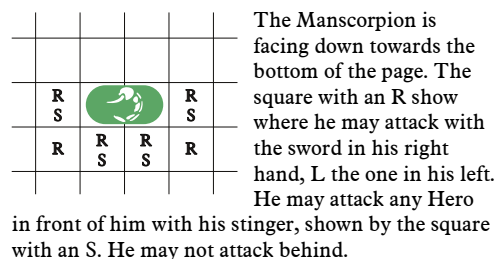 The Manscorpion is
facing down towards the
bottom of the page. The
square with an R show
where he may attack with
the sword in his right
hand, L the one in his left.
He may attack any Hero
in front of him with his stinger, shown by the square
with an S. He may not attack behind.
R R
S S
R R R R
S S